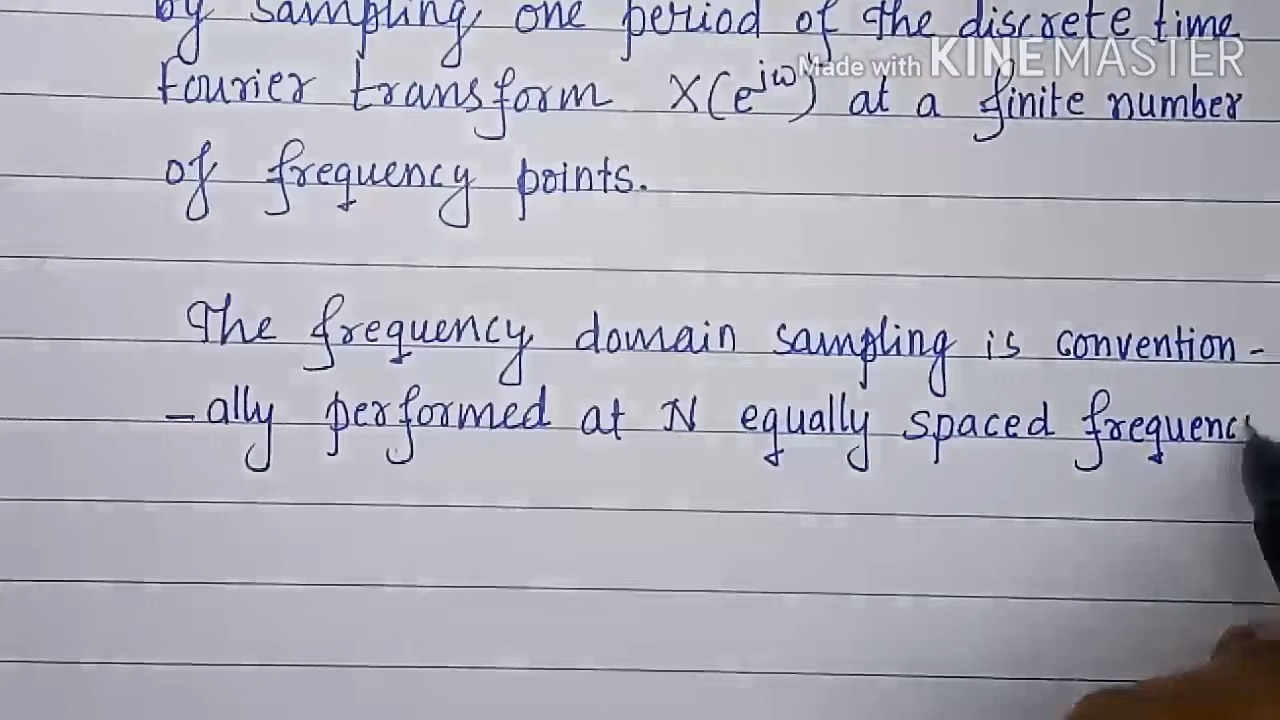 by sampling one period of the discrete time
Made with KINEMASTER
Fourier transform X(e^jω) at a finite number
of frequency points.
The frequency domain sampling is convention-
-ally performed at N equally spaced frequenc